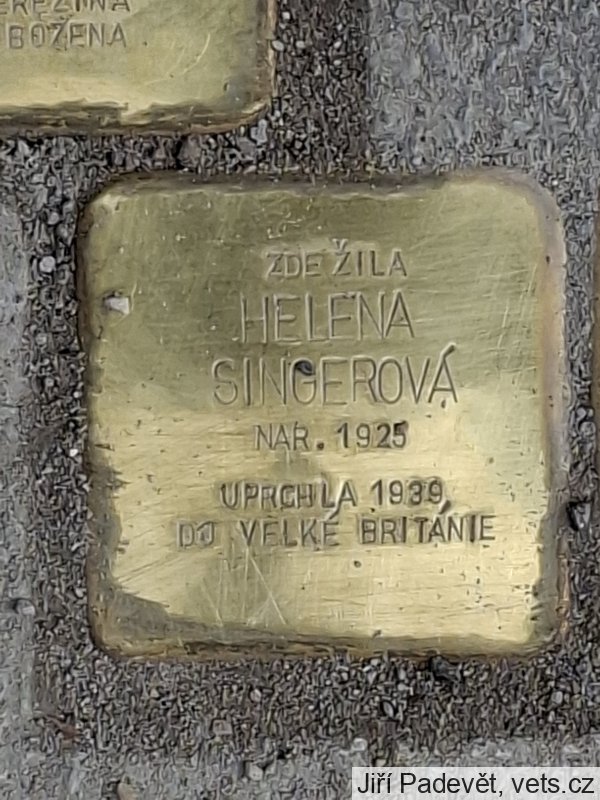 BOŽENA
ZDE ŽILA
HELENA
SINGEROVÁ
NAR. 1925
UPRCHLA 1939
DO VELKÉ BRITÁNIE
Jiří Padevět, vets.cz